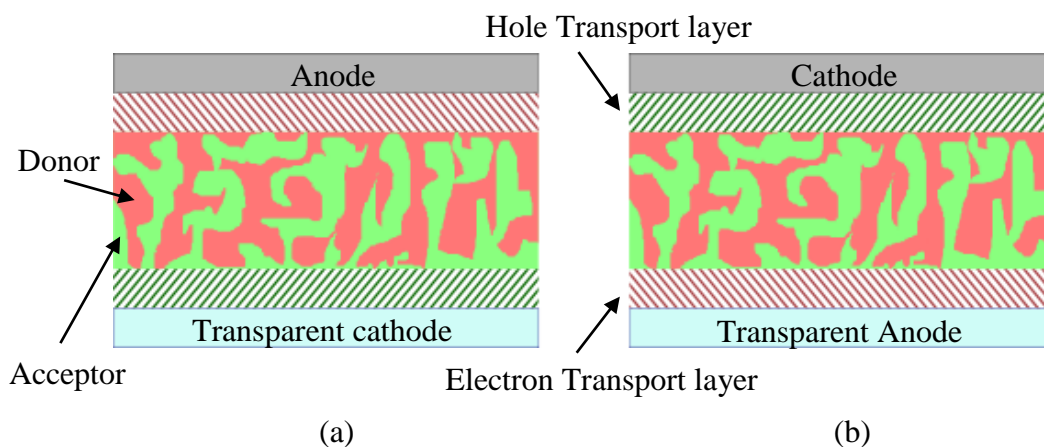 Hole Transport layer
Anode
Cathode
Donor
Transparent cathode
Transparent Anode
Acceptor
Electron Transport layer
(a)
(b)